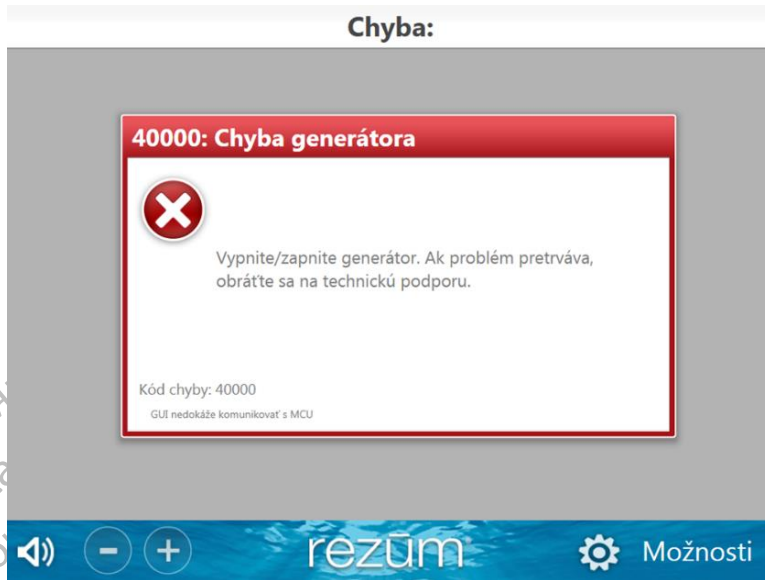 Chyba:
40000: Chyba generátora
Vypnite/zapnite generátor. Ak problém pretrváva,
obráťte sa na technickú podporu.
Kód chyby: 40000
GUI nedokáže komunikovať s MCU
rezūm
Možnosti